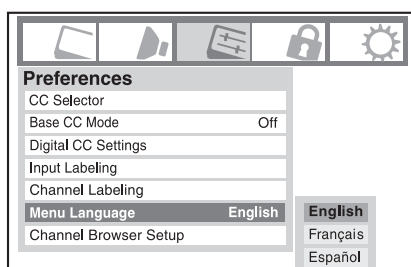 Preferences
CC Selector
Base CC Mode Off
Digital CC Settings
Input Labeling
Channel Labeling
Menu Language English
Channel Browser Setup
English
Français
Español